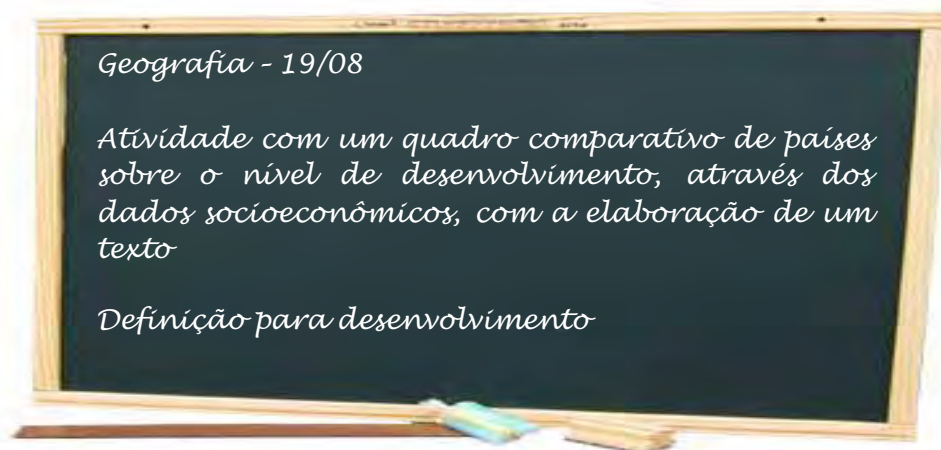 Geografia - 19/08
Atividade com um quadro comparativo de países
sobre o nível de desenvolvimento, através dos
dados socioeconômicos, com a elaboração de um
texto
Definição para desenvolvimento